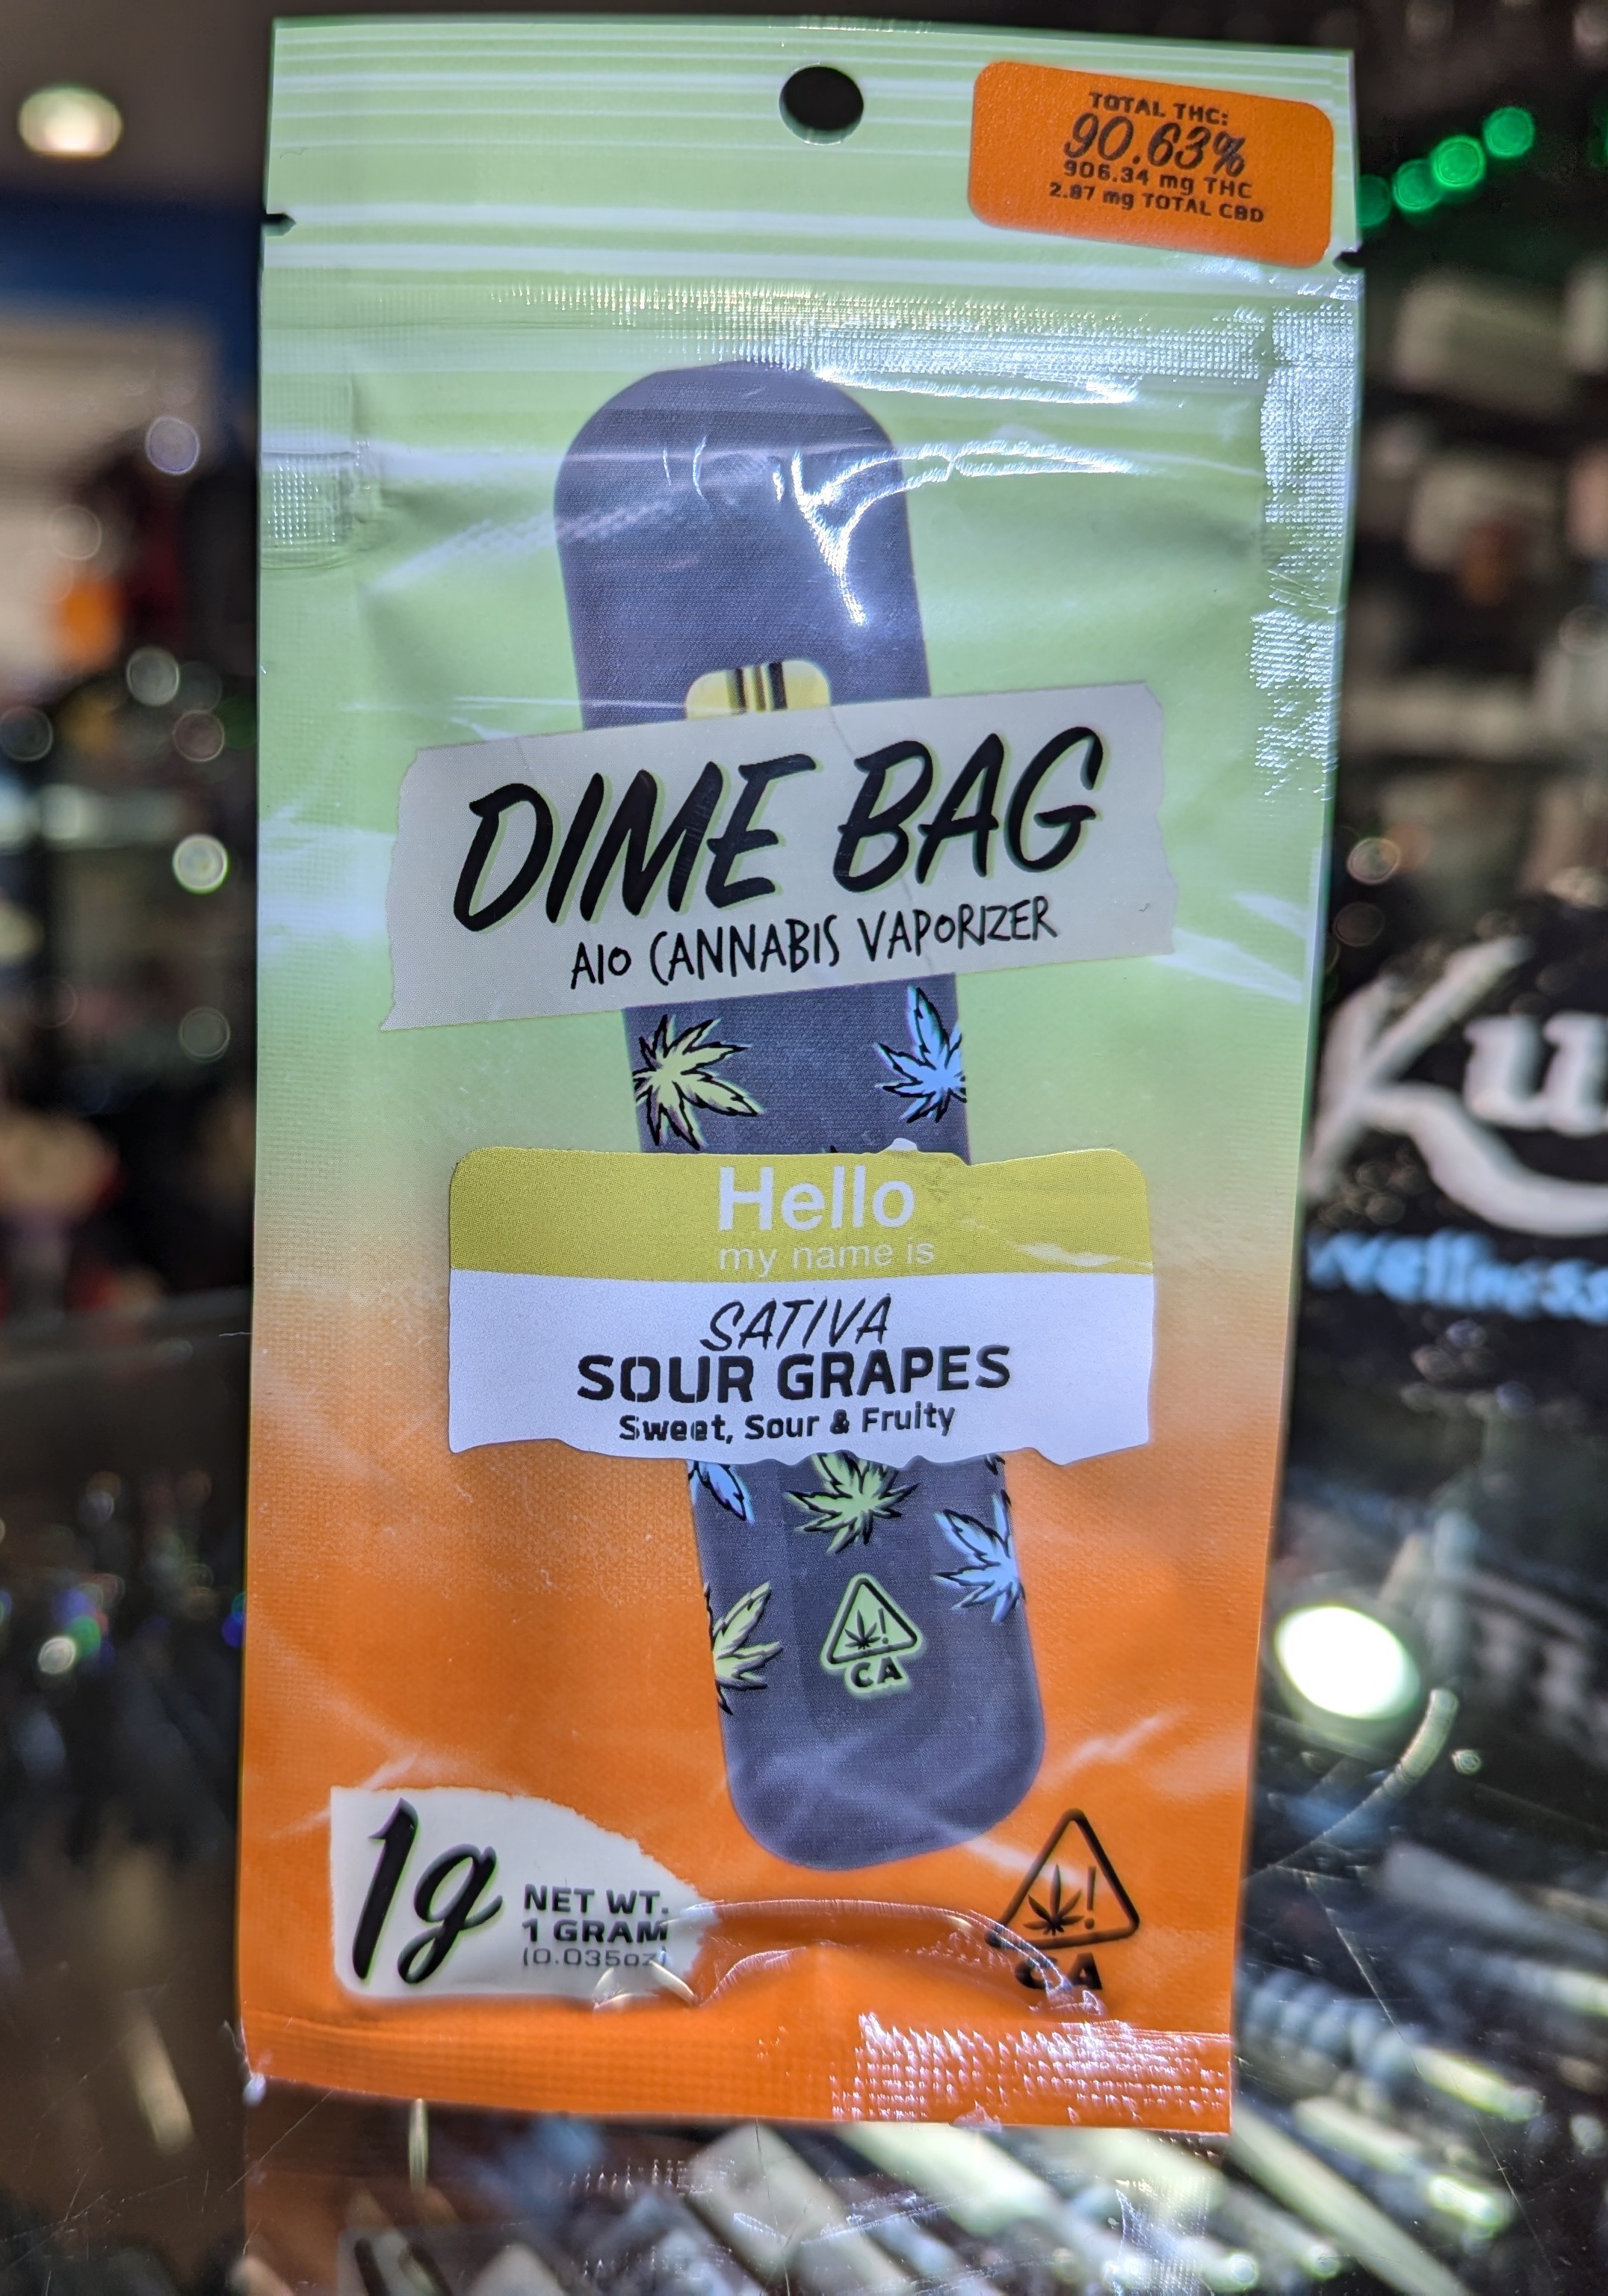 TOTAL THC:
90.63%
906.34 mg THC
2.87 mg TOTAL CBD
DIME BAG
AIO CANNABIS VAPORIZER
Hello
my name is
SATIVA
SOUR GRAPES
Sweet, Sour & Fruity
!
CA
1g
NET WT.
1 GRAM
(0.035oz)
!
CA
wellness